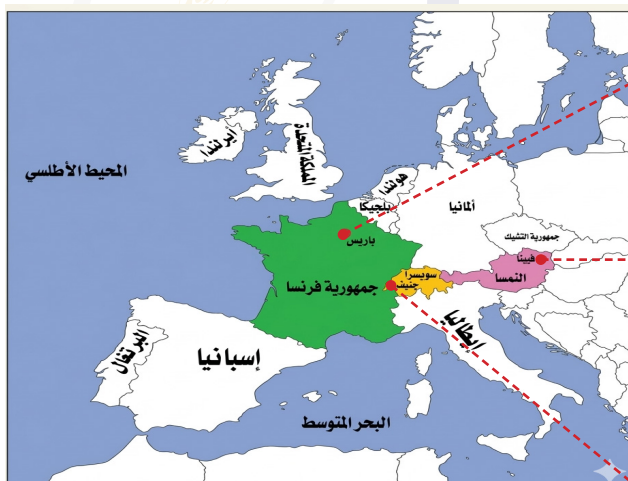 أيرلندا
المملكة المتحدة
المحيط الأطلسي
هولندا
بلجيكا
ألمانيا
باريس
جمهورية التشيك
فيينا
النمسا
سويسرا
جنيف
جمهورية فرنسا
إيطاليا
البرتغال
إسبانيا
البحر المتوسط